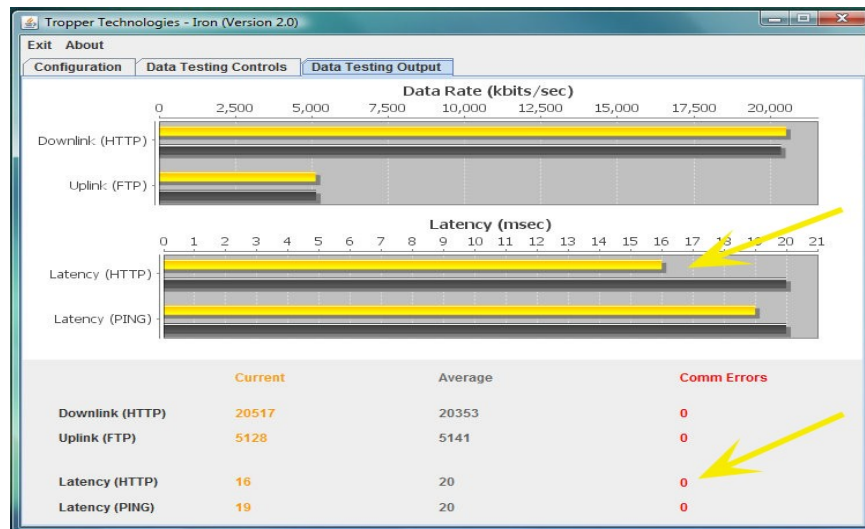 Tropper Technologies - Iron (Version 2.0)
Exit About
Configuration Data Testing Controls Data Testing Output
Data Rate (kbits/sec)
0 2,500 5,000 7,500 10,000 12,500 15,000 17,500 20,000
Downlink (HTTP)
Uplink (FTP)
Latency (msec)
0 1 2 3 4 5 6 7 8 9 10 11 12 13 14 15 16 17 18 19 20 21
Latency (HTTP)
Latency (PING)
Current Average Comm Errors
Downlink (HTTP) 20517 20353 0
Uplink (FTP) 5128 5141 0
Latency (HTTP) 16 20 0
Latency (PING) 19 20 0